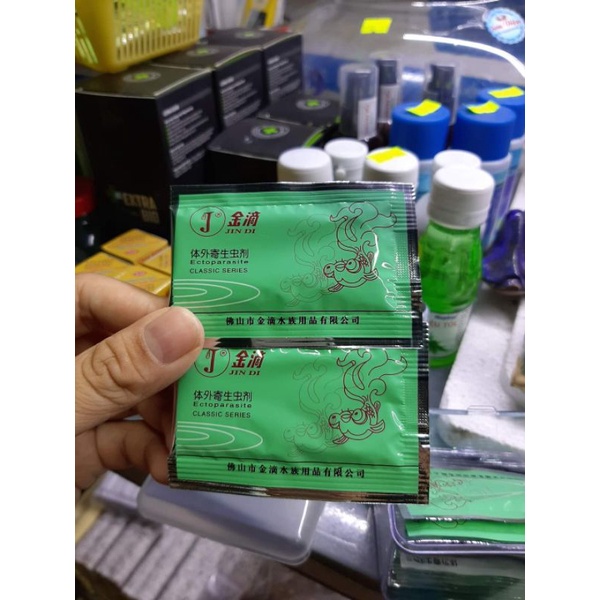 J® 金滴
JIN DI
体外寄生虫剂
Ectoparasite
CLASSIC SERIES
佛山市金滴水族用品有限公司
J® 金滴
JIN DI
体外寄生虫剂
Ectoparasite
CLASSIC SERIES
佛山市金滴水族用品有限公司
EXTRA
BIO